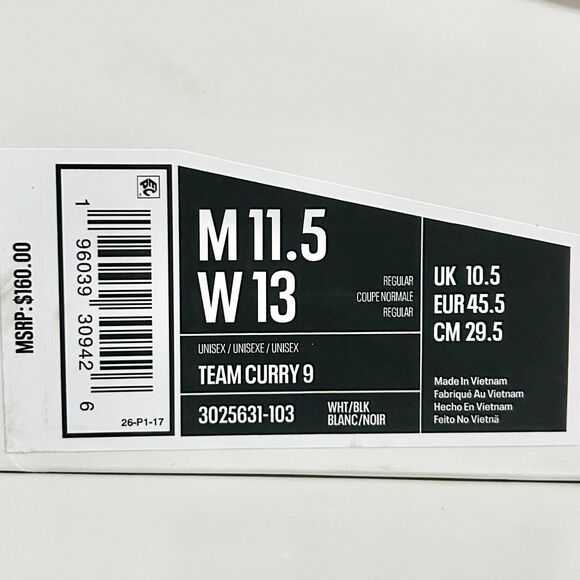 MSRP: $160.00
1 96039 30942 6
26-P1-17
M 11.5
W 13
REGULAR
COUPE NORMALE
REGULAR
UNISEX / UNISEXE / UNISEX
TEAM CURRY 9
3025631-103
WHT/BLK
BLANC/NOIR
UK 10.5
EUR 45.5
CM 29.5
Made In Vietnam
Fabriqué Au Vietnam
Hecho En Vietnam
Feito No Vietnã